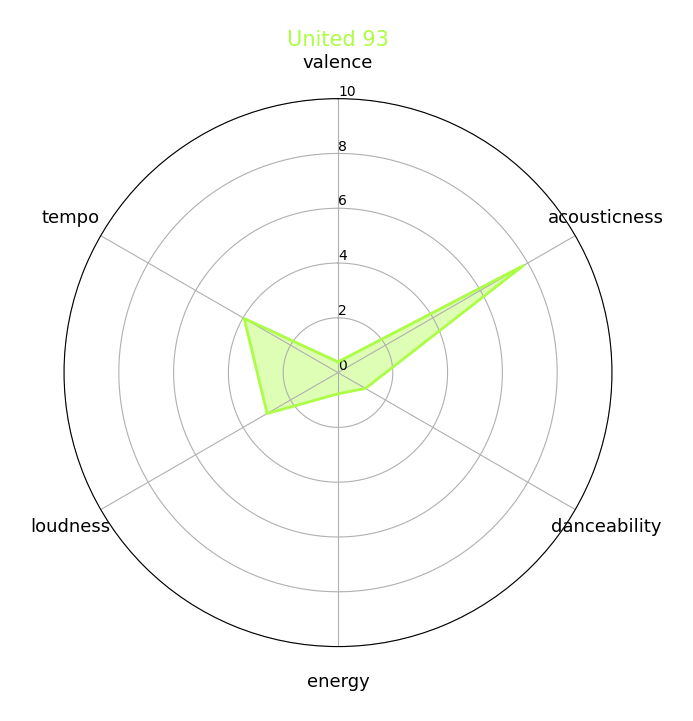 United 93
valence
10
8
tempo
acousticness
6
4
2
0
loudness
danceability
energy